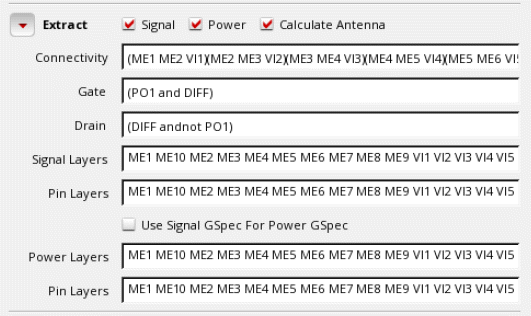 Extract Signal Power Calculate Antenna
Connectivity (ME1 ME2 VI1)(ME2 ME3 VI2)(ME3 ME4 VI3)(ME4 ME5 VI4)(ME5 ME6 VI5
Gate (PO1 and DIFF)
Drain (DIFF andnot PO1)
Signal Layers ME1 ME10 ME2 ME3 ME4 ME5 ME6 ME7 ME8 ME9 VI1 VI2 VI3 VI4 VI5
Pin Layers ME1 ME10 ME2 ME3 ME4 ME5 ME6 ME7 ME8 ME9 VI1 VI2 VI3 VI4 VI5
Use Signal GSpec For Power GSpec
Power Layers ME1 ME10 ME2 ME3 ME4 ME5 ME6 ME7 ME8 ME9 VI1 VI2 VI3 VI4 VI5
Pin Layers ME1 ME10 ME2 ME3 ME4 ME5 ME6 ME7 ME8 ME9 VI1 VI2 VI3 VI4 VI5